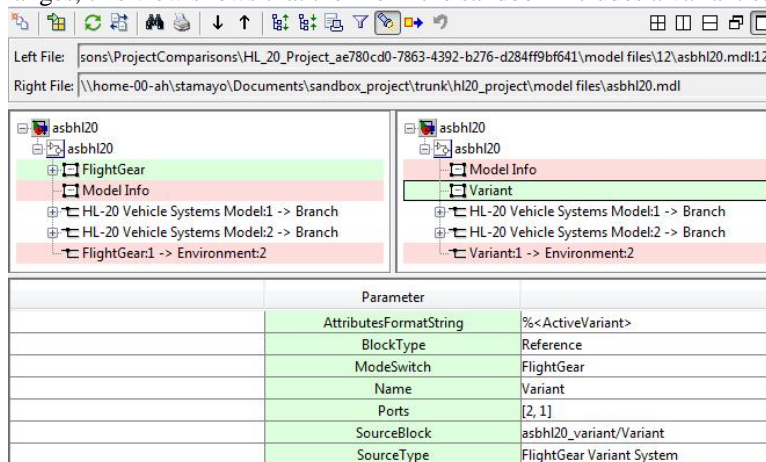 Left File: sons\ProjectComparisons\HL_20_Project_ae780cd0-7863-4392-b276-d284ff9bf641\model files\12\asbhl20.mdl:12
Right File: \\home-00-ah\stamayo\Documents\sandbox_project\trunk\hl20_project\model files\asbhl20.mdl
asbhl20
asbhl20
FlightGear
Model Info
HL-20 Vehicle Systems Model:1 -> Branch
HL-20 Vehicle Systems Model:2 -> Branch
FlightGear:1 -> Environment:2
asbhl20
asbhl20
Model Info
Variant
HL-20 Vehicle Systems Model:1 -> Branch
HL-20 Vehicle Systems Model:2 -> Branch
Variant:1 -> Environment:2
Parameter
AttributesFormatString %<ActiveVariant>
BlockType Reference
ModeSwitch FlightGear
Name Variant
Ports [2, 1]
SourceBlock asbhl20_variant/Variant
SourceType FlightGear Variant System